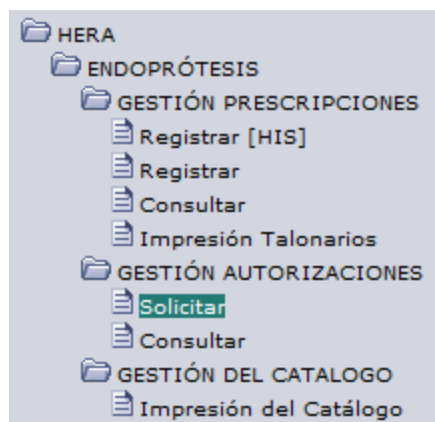 HERA
ENDOPRÓTESIS
GESTIÓN PRESCRIPCIONES
Registrar [HIS]
Registrar
Consultar
Impresión Talonarios
GESTIÓN AUTORIZACIONES
Solicitar
Consultar
GESTIÓN DEL CATALOGO
Impresión del Catálogo